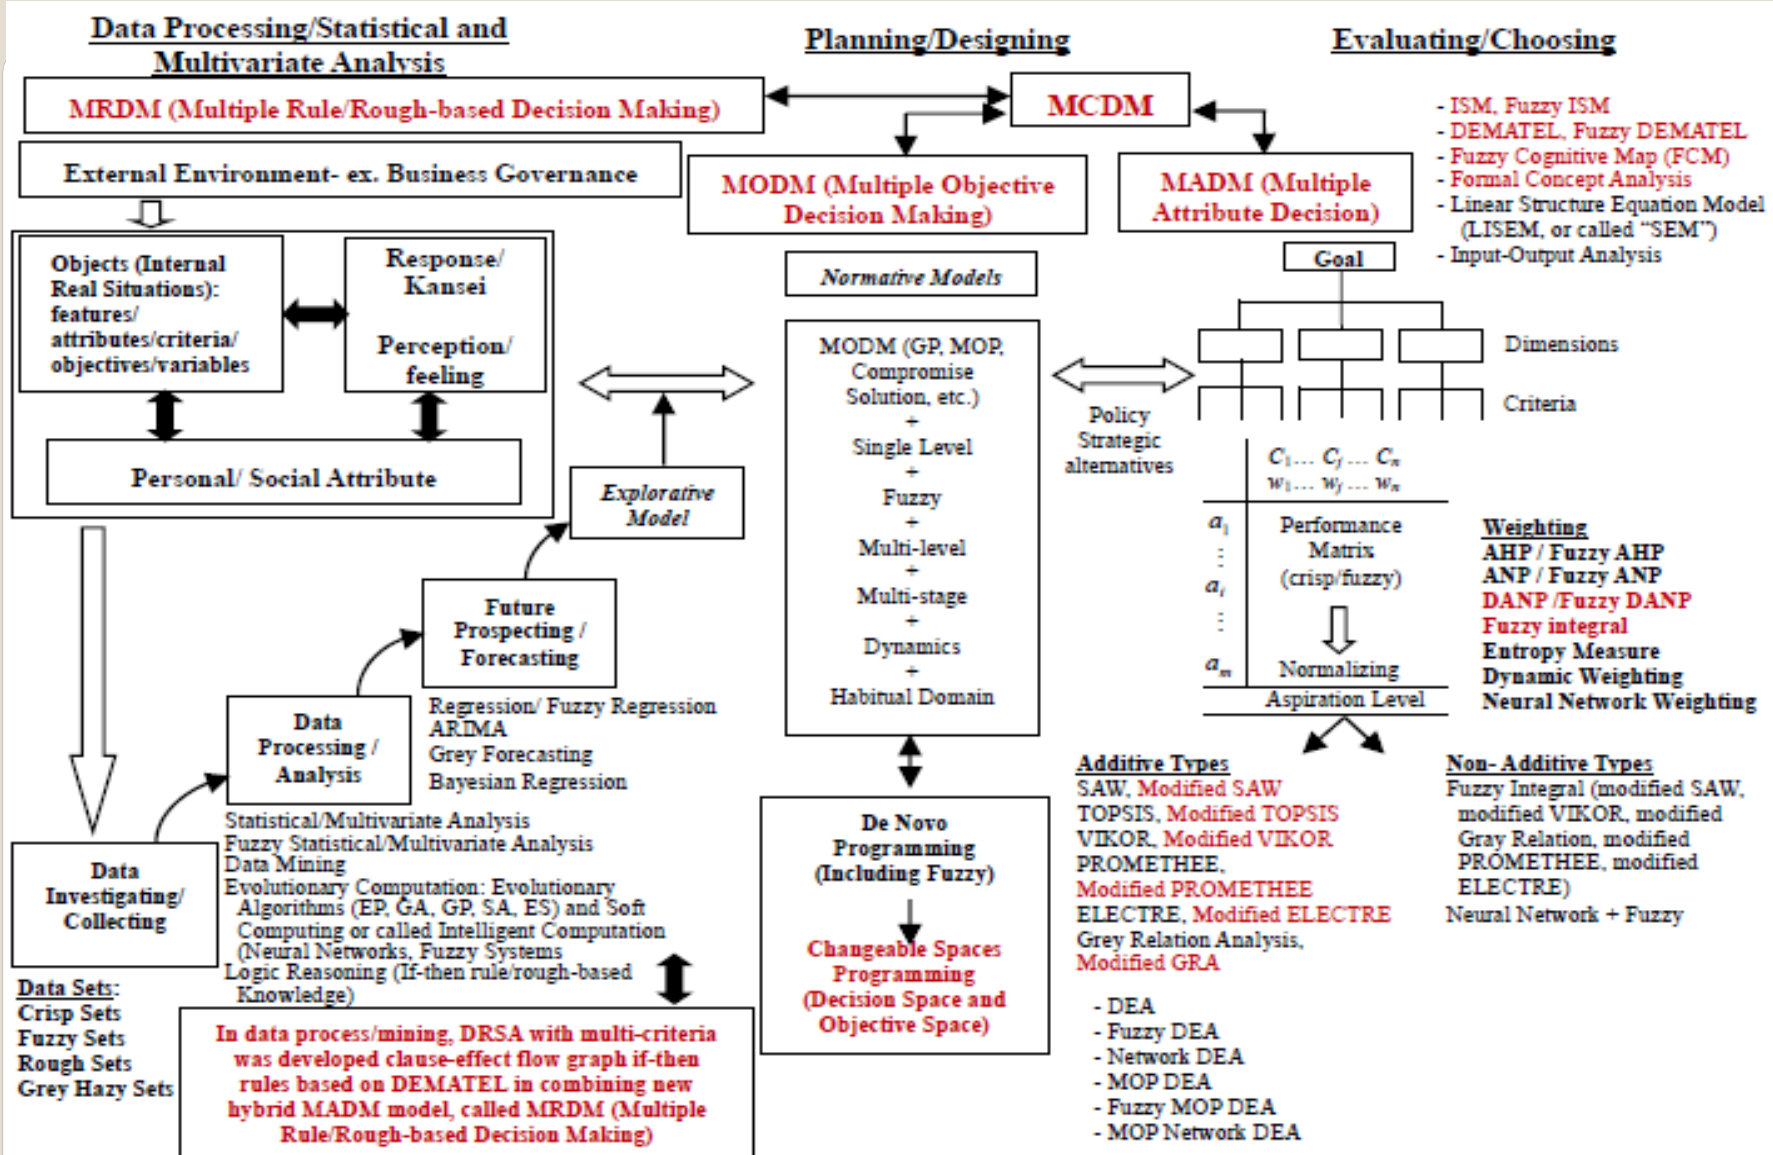 Data Processing/Statistical and
Multivariate Analysis
Planning/Designing
Evaluating/Choosing
MRDM (Multiple Rule/Rough-based Decision Making)
MCDM
External Environment- ex. Business Governance
MODM (Multiple Objective
Decision Making)
MADM (Multiple
Attribute Decision)
- ISM, Fuzzy ISM
- DEMATEL, Fuzzy DEMATEL
- Fuzzy Cognitive Map (FCM)
- Formal Concept Analysis
- Linear Structure Equation Model
(LISEM, or called “SEM”)
- Input-Output Analysis
Objects (Internal
Real Situations):
features/
attributes/criteria/
objectives/variables
Response/
Kansei
Perception/
feeling
Personal/ Social Attribute
Explorative
Model
Future
Prospecting /
Forecasting
Regression/ Fuzzy Regression
ARIMA
Grey Forecasting
Bayesian Regression
Data
Processing /
Analysis
Statistical/Multivariate Analysis
Fuzzy Statistical/Multivariate Analysis
Data Mining
Evolutionary Computation: Evolutionary
Algorithms (EP, GA, GP, SA, ES) and Soft
Computing or called Intelligent Computation
(Neural Networks, Fuzzy Systems
Logic Reasoning (If-then rule/rough-based
Knowledge)
Data
Investigating/
Collecting
Data Sets:
Crisp Sets
Fuzzy Sets
Rough Sets
Grey Hazy Sets
In data process/mining, DRSA with multi-criteria
was developed clause-effect flow graph if-then
rules based on DEMATEL in combining new
hybrid MADM model, called MRDM (Multiple
Rule/Rough-based Decision Making)
Normative Models
MODM (GP, MOP,
Compromise
Solution, etc.)
+
Single Level
+
Fuzzy
+
Multi-level
+
Multi-stage
+
Dynamics
+
Habitual Domain
De Novo
Programming
(Including Fuzzy)
Changeable Spaces
Programming
(Decision Space and
Objective Space)
Policy
Strategic
alternatives
Goal
Dimensions
Criteria
C1... Cj ... Cn
w1... wj ... wn
a1
⋮
ai
⋮
am
Performance
Matrix
(crisp/fuzzy)
Normalizing
Aspiration Level
Weighting
AHP / Fuzzy AHP
ANP / Fuzzy ANP
DANP /Fuzzy DANP
Fuzzy integral
Entropy Measure
Dynamic Weighting
Neural Network Weighting
Additive Types
SAW, Modified SAW
TOPSIS, Modified TOPSIS
VIKOR, Modified VIKOR
PROMETHEE,
Modified PROMETHEE
ELECTRE, Modified ELECTRE
Grey Relation Analysis,
Modified GRA
- DEA
- Fuzzy DEA
- Network DEA
- MOP DEA
- Fuzzy MOP DEA
- MOP Network DEA
Non- Additive Types
Fuzzy Integral (modified SAW,
modified VIKOR, modified
Gray Relation, modified
PROMETHEE, modified
ELECTRE)
Neural Network + Fuzzy